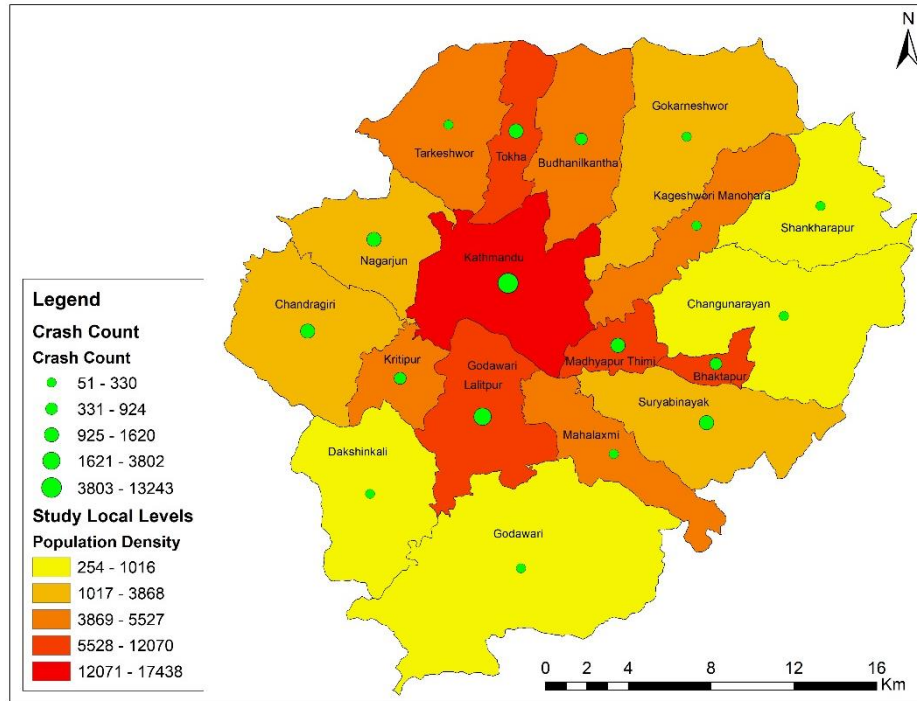 N
Gokarneshwor
Tarkeshwor
Tokha
Budhanilkantha
Kageshwori Manohara
Shankharapur
Kathmandu
Nagarjun
Changunarayan
Chandragiri
Kritipur
Godawari
Lalitpur
Madhyapur Thimi
Bhaktapur
Suryabinayak
Mahalaxmi
Dakshinkali
Godawari
Legend
Crash Count
Crash Count
51 - 330
331 - 924
925 - 1620
1621 - 3802
3803 - 13243
Study Local Levels
Population Density
254 - 1016
1017 - 3868
3869 - 5527
5528 - 12070
12071 - 17438
0 2 4 8 12 16
Km